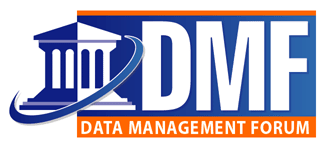 DMF
DATA MANAGEMENT FORUM